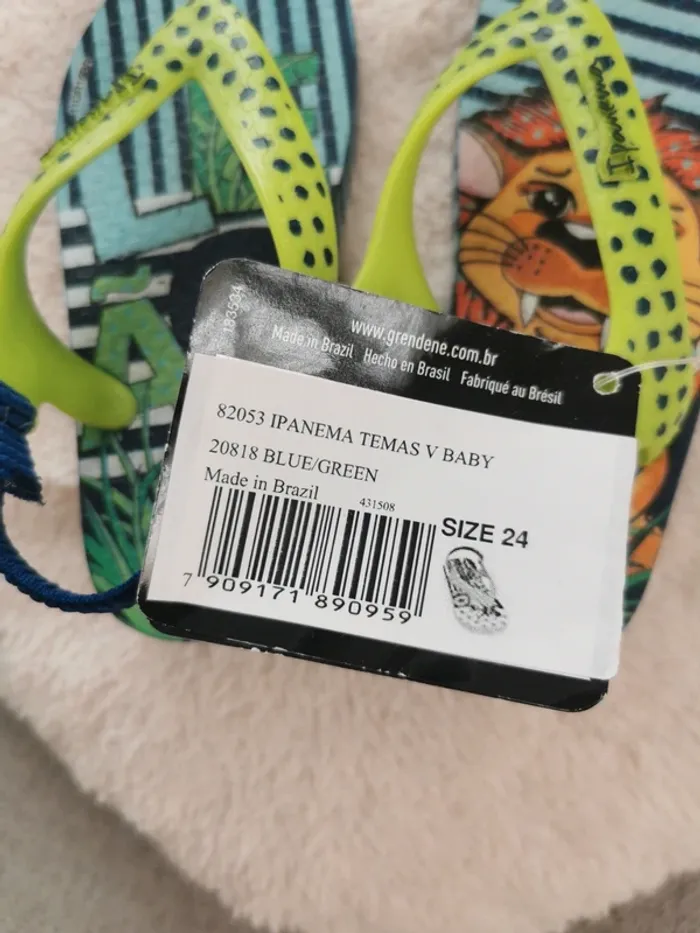 Ipanema
www.grendene.com.br
Made in Brazil Hecho en Brasil Fabriqué au Brésil
82053 IPANEMA TEMAS V BABY
20818 BLUE/GREEN
Made in Brazil
431508
SIZE 24
7 909171 890959